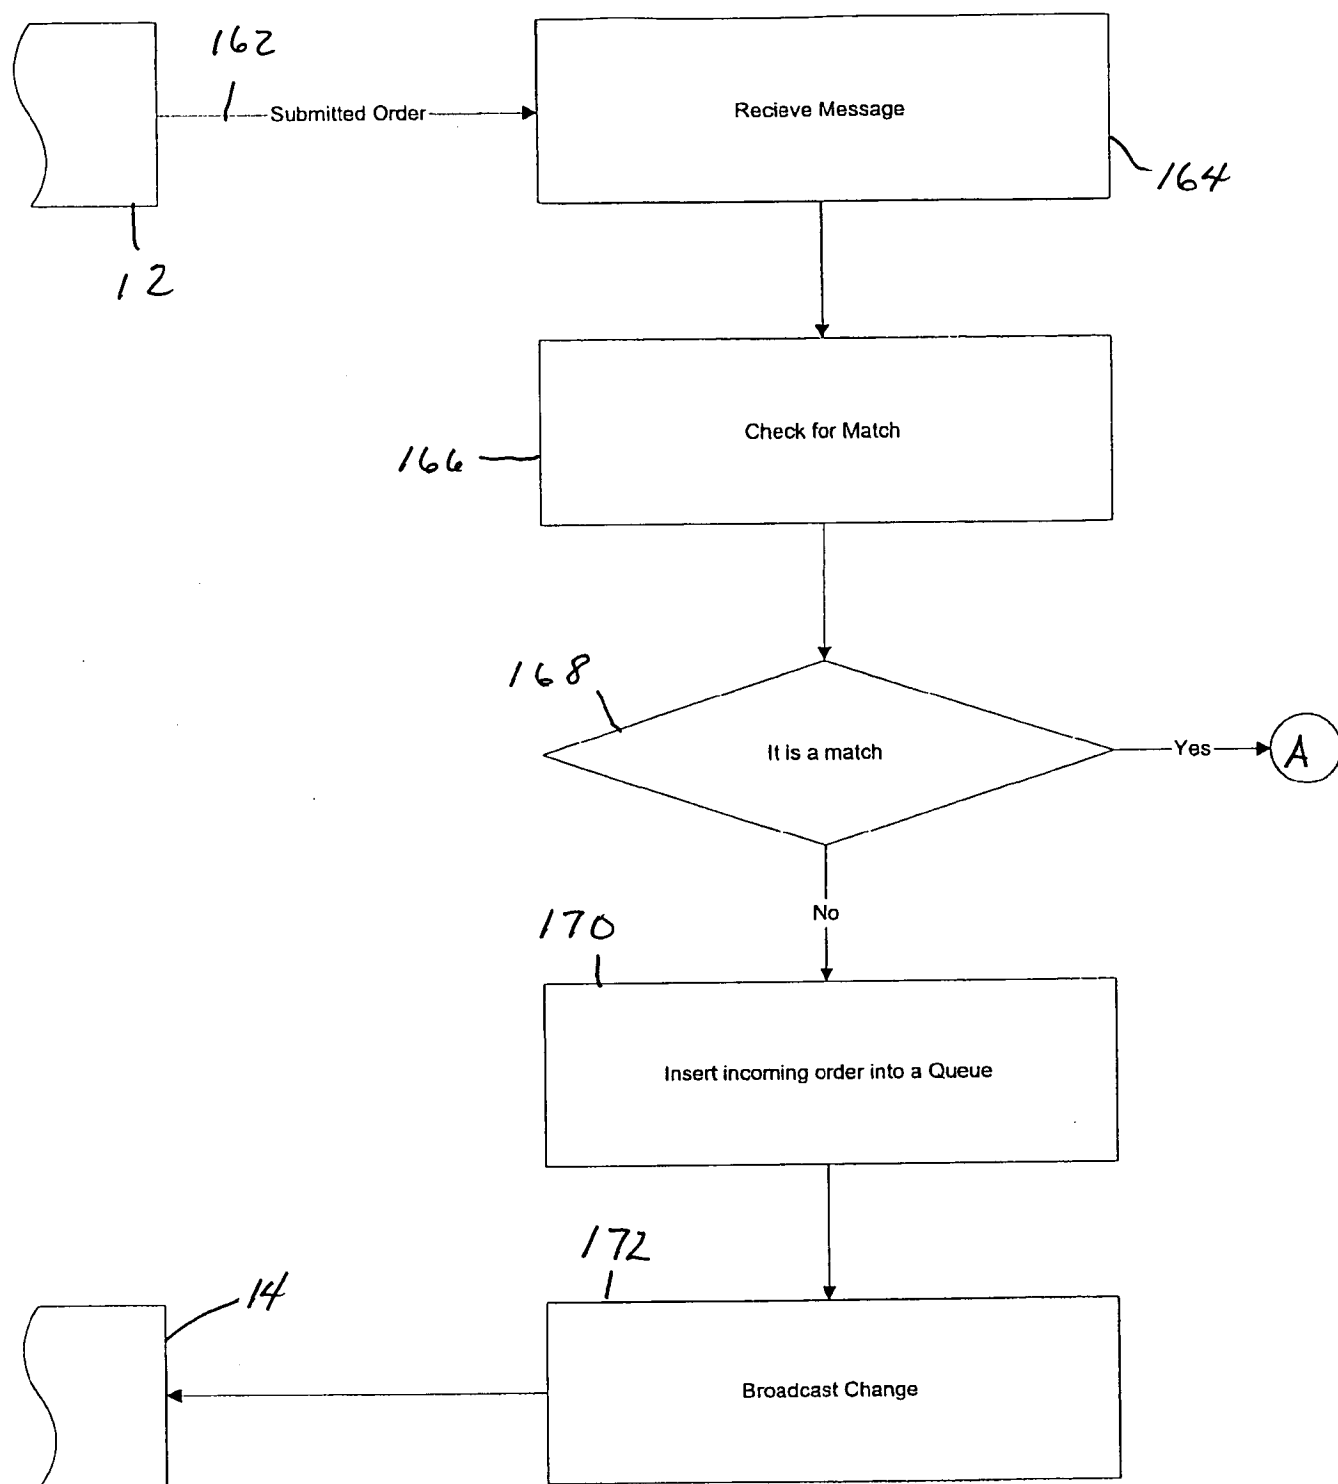 162
Submitted Order
Recieve Message
164
12
Check for Match
166
168
It is a match
Yes
A
No
170
Insert incoming order into a Queue
172
14
Broadcast Change